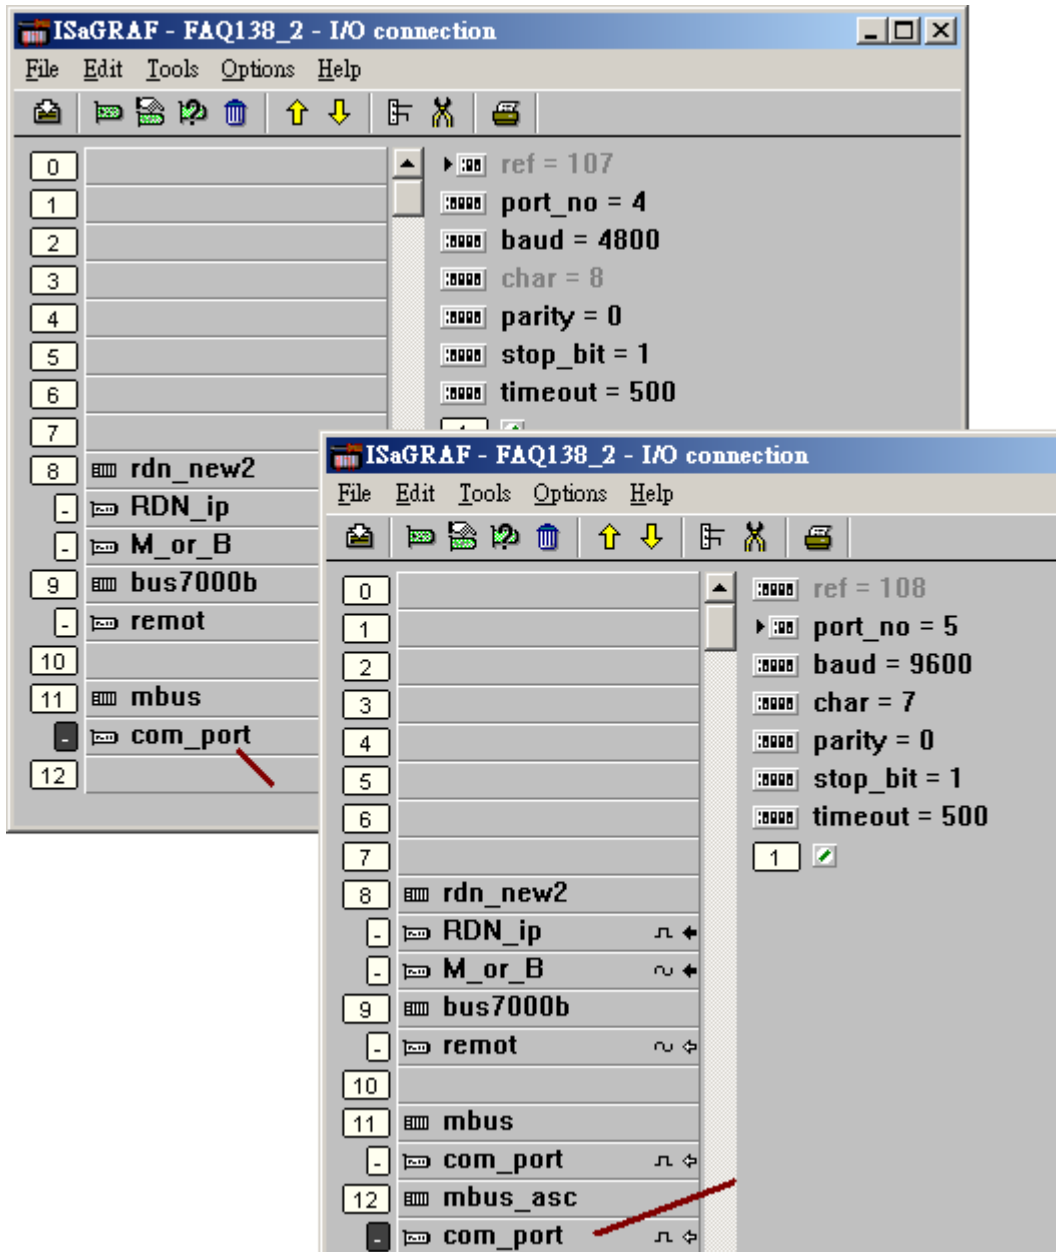 ISaGRAF - FAQ138_2 - I/O connection
File Edit Tools Options Help
0
1
2
3
4
5
6
7
8 rdn_new2
- RDN_ip
- M_or_B
9 bus7000b
- remot
10
11 mbus
- com_port
12
ref = 107
port_no = 4
baud = 4800
char = 8
parity = 0
stop_bit = 1
timeout = 500
ISaGRAF - FAQ138_2 - I/O connection
File Edit Tools Options Help
0
1
2
3
4
5
6
7
8 rdn_new2
- RDN_ip
- M_or_B
9 bus7000b
- remot
10
11 mbus
- com_port
12 mbus_asc
- com_port
ref = 108
port_no = 5
baud = 9600
char = 7
parity = 0
stop_bit = 1
timeout = 500
1